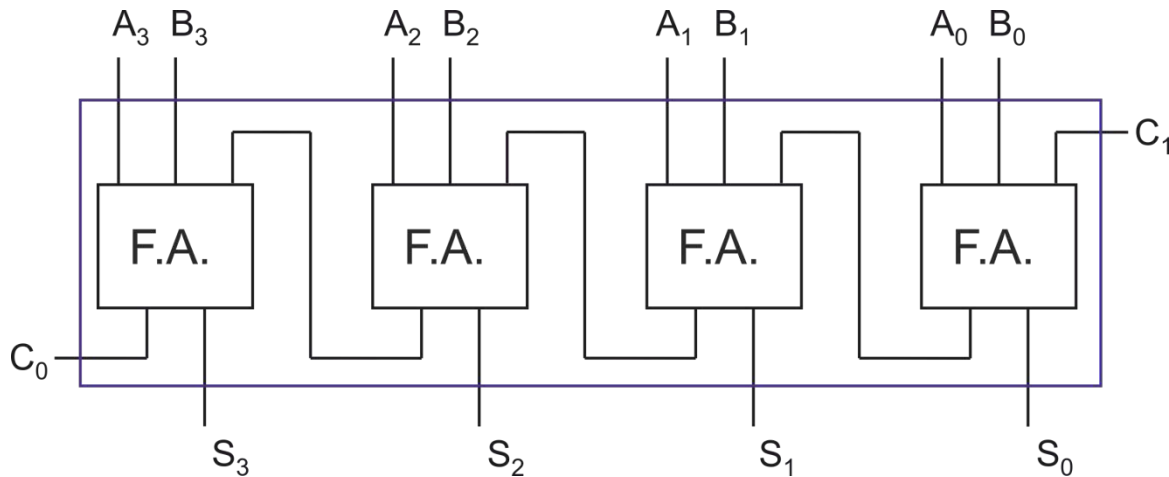 A₃ B₃ A₂ B₂ A₁ B₁ A₀ B₀
C₁
F.A. F.A. F.A. F.A.
C₀
S₃ S₂ S₁ S₀